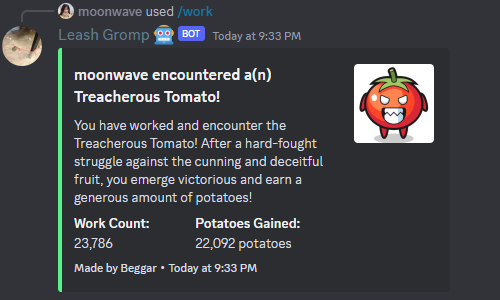 moonwave used /work
Leash Gromp 🤖 BOT Today at 9:33 PM
moonwave encountered a(n)
Treacherous Tomato!
You have worked and encounter the
Treacherous Tomato! After a hard-fought
struggle against the cunning and deceitful
fruit, you emerge victorious and earn a
generous amount of potatoes!
Work Count: Potatoes Gained:
23,786 22,092 potatoes
Made by Beggar • Today at 9:33 PM